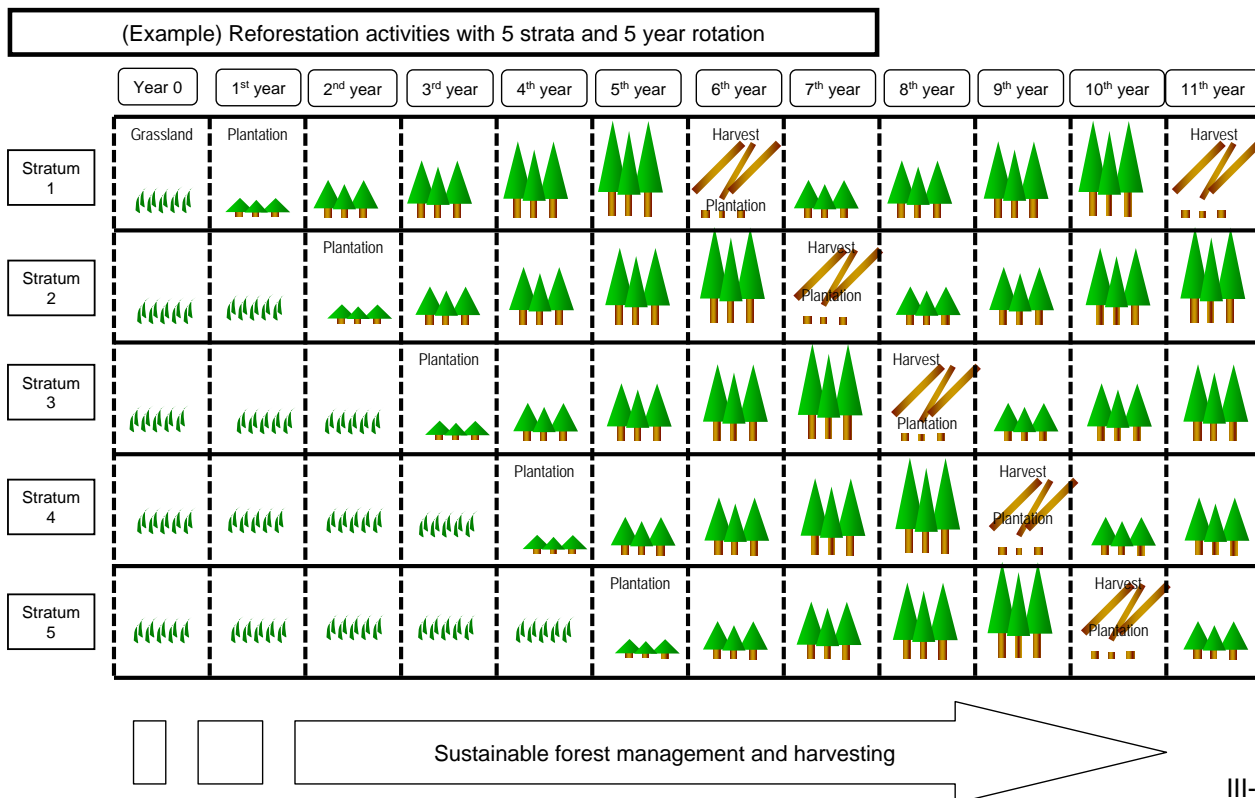 (Example) Reforestation activities with 5 strata and 5 year rotation
Year 0
1st year
2nd year
3rd year
4th year
5th year
6th year
7th year
8th year
9th year
10th year
11th year
Stratum
1
Grassland
Plantation
Harvest
Plantation
Harvest
Stratum
2
Plantation
Harvest
Plantation
Stratum
3
Plantation
Harvest
Plantation
Stratum
4
Plantation
Harvest
Plantation
Stratum
5
Plantation
Harvest
Plantation
Sustainable forest management and harvesting
III-